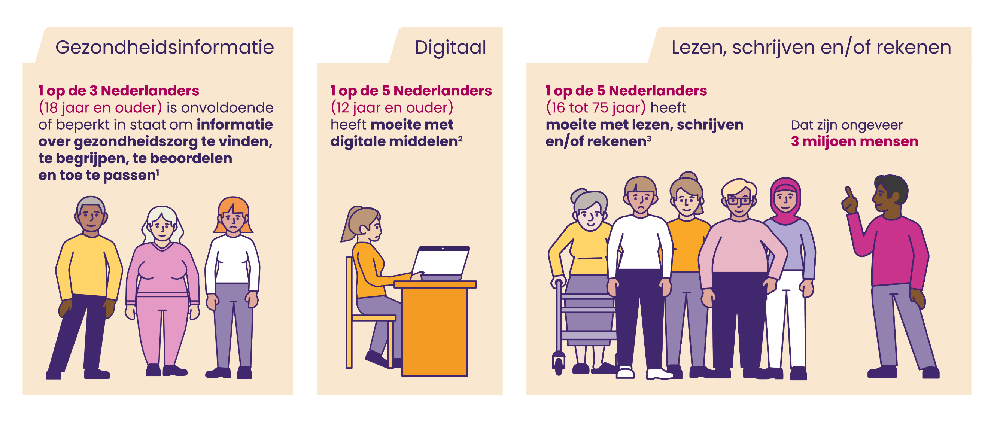 Gezondheidsinformatie
1 op de 3 Nederlanders
(18 jaar en ouder) is onvoldoende
of beperkt in staat om informatie
over gezondheidszorg te vinden,
te begrijpen, te beoordelen
en toe te passen¹
Digitaal
1 op de 5 Nederlanders
(12 jaar en ouder)
heeft moeite met
digitale middelen²
Lezen, schrijven en/of rekenen
1 op de 5 Nederlanders
(16 tot 75 jaar) heeft
moeite met lezen, schrijven
en/of rekenen³
Dat zijn ongeveer
3 miljoen mensen